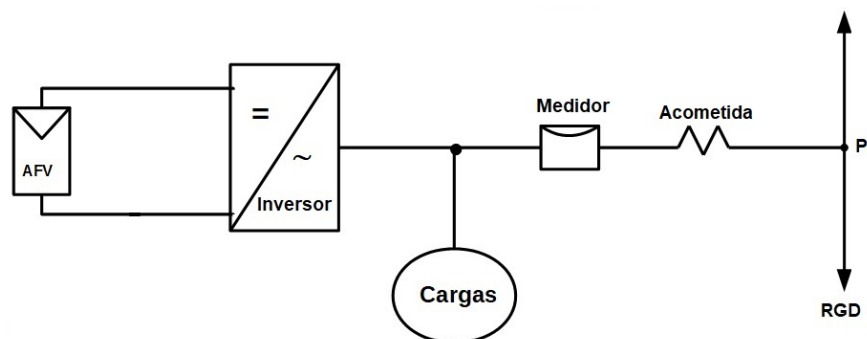 AFV
=
~
Inversor
Cargas
Medidor
Acometida
P
RGD